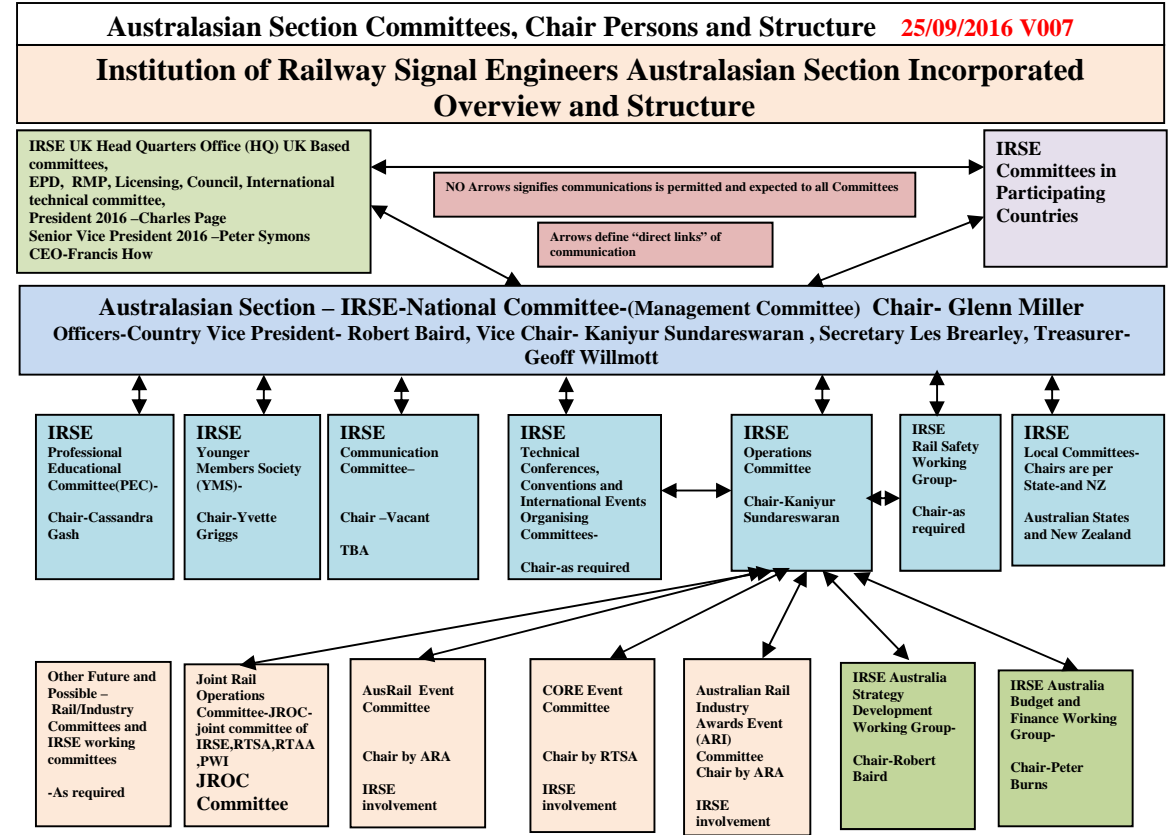 Australasian Section Committees, Chair Persons and Structure 25/09/2016 V007
Institution of Railway Signal Engineers Australasian Section Incorporated
Overview and Structure
IRSE UK Head Quarters Office (HQ) UK Based
committees,
EPD, RMP, Licensing, Council, International
technical committee,
President 2016 –Charles Page
Senior Vice President 2016 –Peter Symons
CEO-Francis How
NO Arrows signifies communications is permitted and expected to all Committees
Arrows define “direct links” of
communication
IRSE
Committees in
Participating
Countries
Australasian Section – IRSE-National Committee-(Management Committee) Chair- Glenn Miller
Officers-Country Vice President- Robert Baird, Vice Chair- Kaniyur Sundareswaran , Secretary Les Brearley, Treasurer-
Geoff Willmott
IRSE
Professional
Educational
Committee(PEC)-
Chair-Cassandra
Gash
IRSE
Younger
Members Society
(YMS)-
Chair-Yvette
Griggs
IRSE
Communication
Committee–
Chair –Vacant
TBA
IRSE
Technical
Conferences,
Conventions and
International Events
Organising
Committees-
Chair-as required
IRSE
Operations
Committee
Chair-Kaniyur
Sundareswaran
IRSE
Rail Safety
Working
Group-
Chair-as
required
IRSE
Local Committees-
Chairs are per
State-and NZ
Australian States
and New Zealand
Other Future and
Possible –
Rail/Industry
Committees and
IRSE working
committees
-As required
Joint Rail
Operations
Committee-JROC-
joint committee of
IRSE,RTSA,RTAA
,PWI
JROC
Committee
AusRail Event
Committee
Chair by ARA
IRSE
involvement
CORE Event
Committee
Chair by RTSA
IRSE
involvement
Australian Rail
Industry
Awards Event
(ARI)
Committee
Chair by ARA
IRSE
involvement
IRSE Australia
Strategy
Development
Working Group-
Chair-Robert
Baird
IRSE Australia
Budget and
Finance Working
Group-
Chair-Peter
Burns